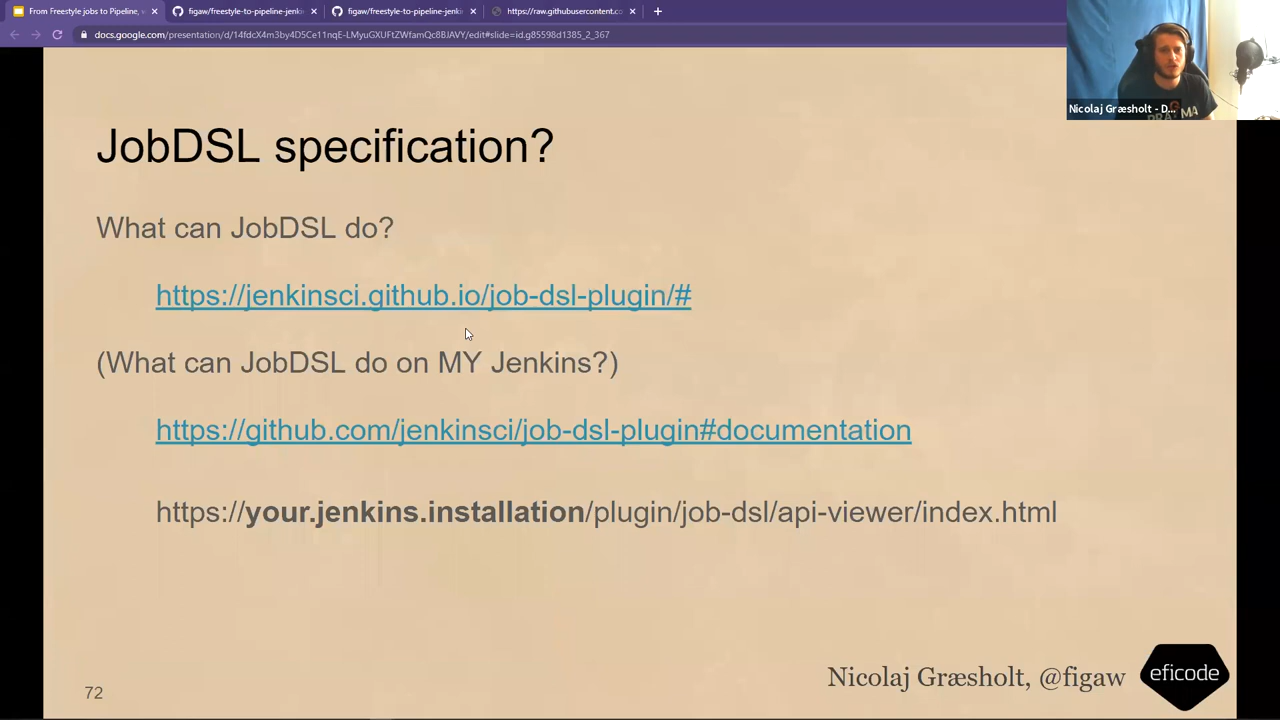 From Freestyle jobs to Pipeline, v
figaw/freestyle-to-pipeline-jenki
figaw/freestyle-to-pipeline-jenki
https://raw.githubusercontent.co
docs.google.com/presentation/d/14fdcX4m3by4D5Ce11nqE-LMyuGXUFtZWfamQc8BJAVY/edit#slide=id.g85598d1385_2_367
Nicolaj Græsholt - D...
JobDSL specification?
What can JobDSL do?
https://jenkinsci.github.io/job-dsl-plugin/#
(What can JobDSL do on MY Jenkins?)
https://github.com/jenkinsci/job-dsl-plugin#documentation
https://your.jenkins.installation/plugin/job-dsl/api-viewer/index.html
72
Nicolaj Græsholt, @figaw
eficode